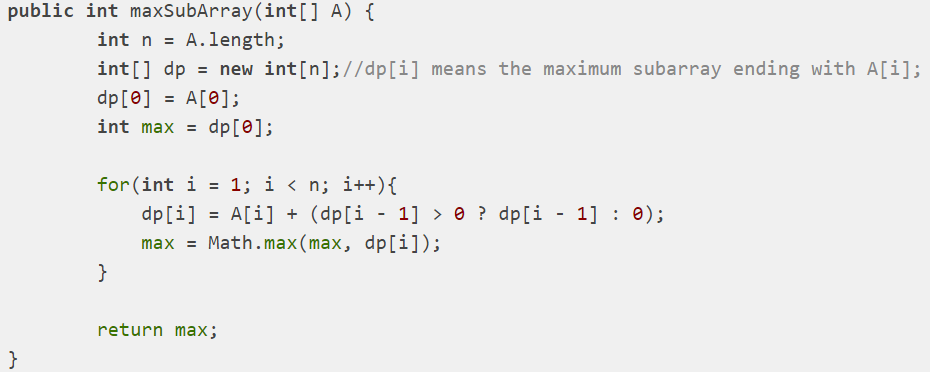 public int maxSubArray(int[] A) {
        int n = A.length;
        int[] dp = new int[n];//dp[i] means the maximum subarray ending with A[i];
        dp[0] = A[0];
        int max = dp[0];

        for(int i = 1; i < n; i++){
            dp[i] = A[i] + (dp[i - 1] > 0 ? dp[i - 1] : 0);
            max = Math.max(max, dp[i]);
        }

        return max;
}